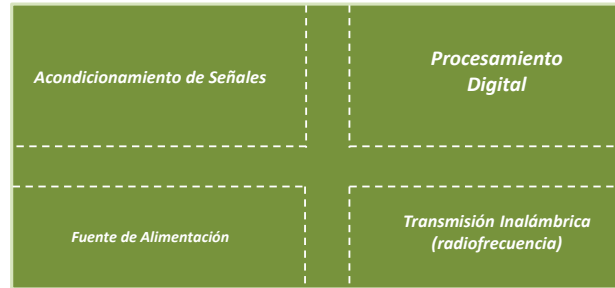 Acondicionamiento de Señales
Procesamiento
Digital
Fuente de Alimentación
Transmisión Inalámbrica
(radiofrecuencia)